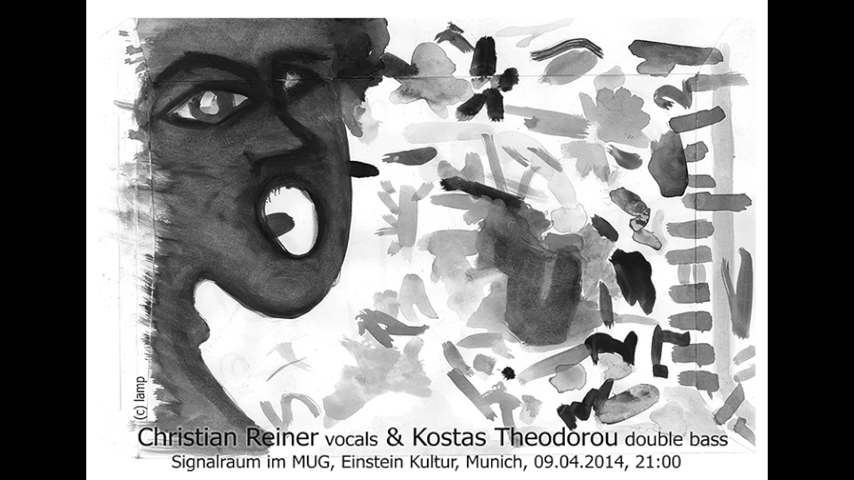 (c) lamp
Christian Reiner vocals & Kostas Theodorou double bass
Signalraum im MUG, Einstein Kultur, Munich, 09.04.2014, 21:00